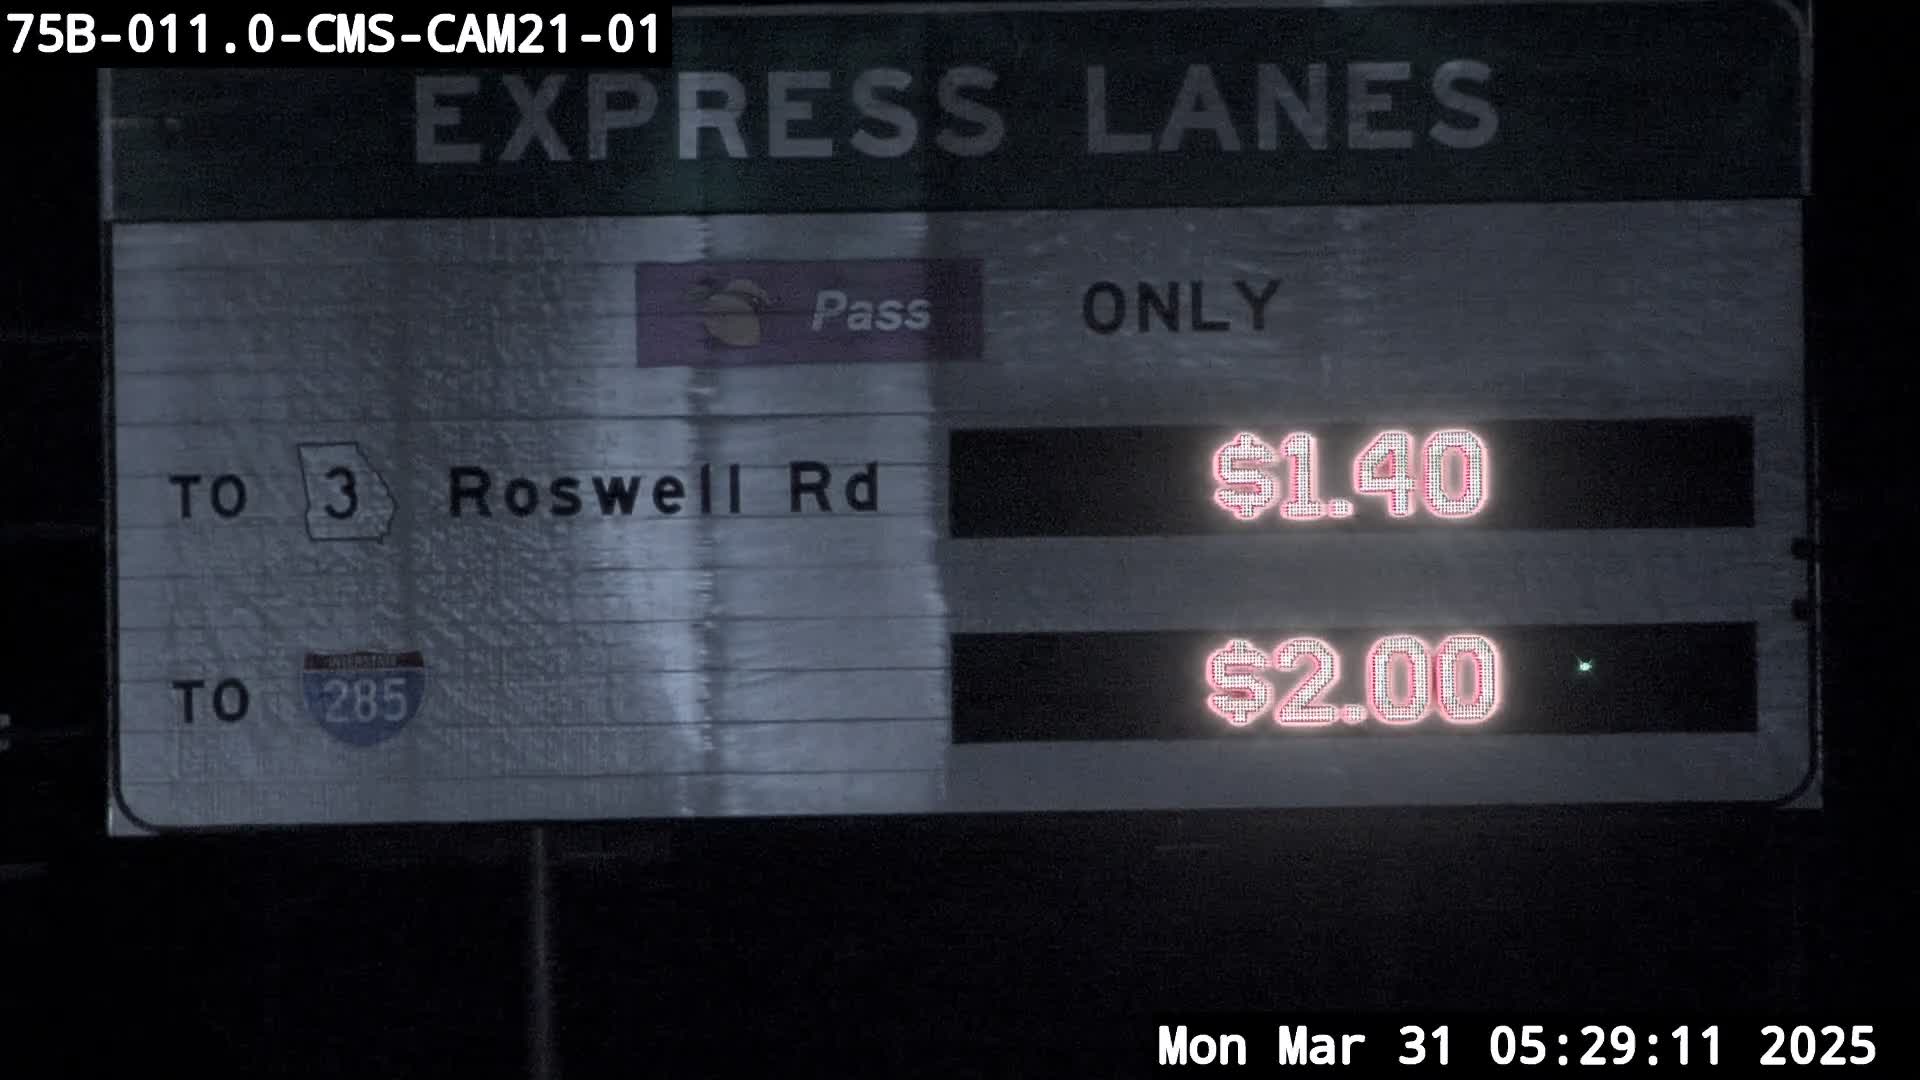 75B-011.0-CMS-CAM21-01
EXPRESS LANES
Pass ONLY
TO 3 Roswell Rd $1.40
TO INTERSTATE 285 $2.00
Mon Mar 31 05:29:11 2025